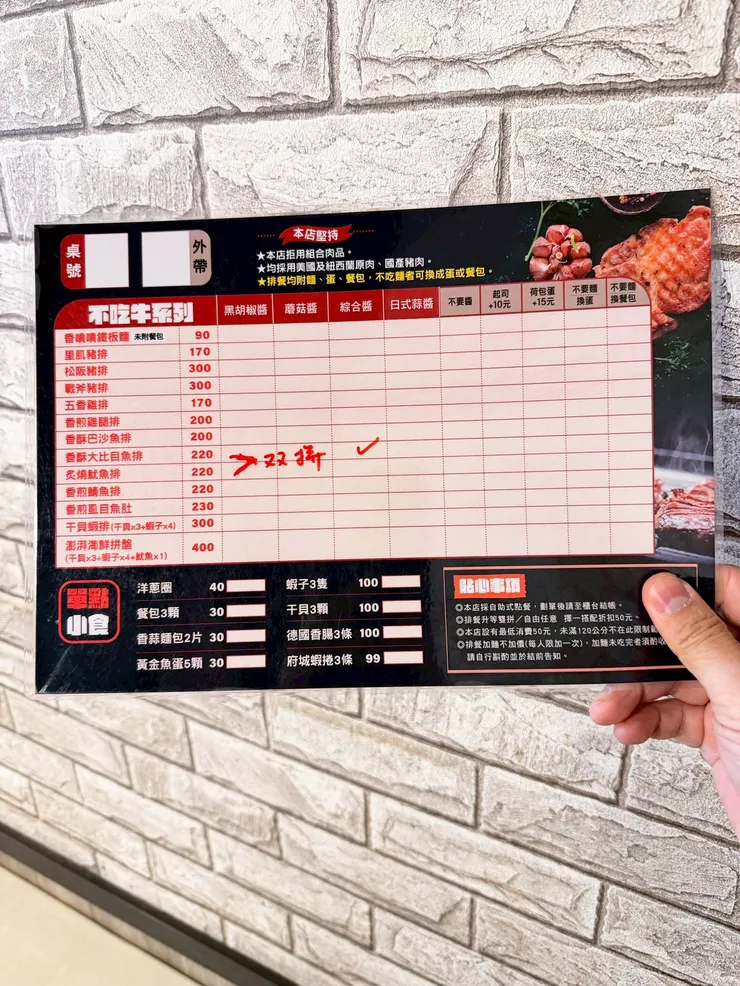 桌號
外帶
本店堅持
★本店拒用組合肉品。
★均採用美國及紐西蘭原肉、國產豬肉。
★排餐均附麵、蛋、餐包,不吃麵者可換成蛋或餐包。
不吃牛系列 黑胡椒醬 蘑菇醬 綜合醬 日式蒜醬 不要醬 起司+10元 荷包蛋+15元 不要麵換蛋 不要麵換餐包
香噴噴鐵板麵 未附餐包 90
里肌豬排 170
松阪豬排 300
戰斧豬排 300
五香雞排 170
香煎雞腿排 200
香酥巴沙魚排 200
香酥大比目魚排 220
炙燒魷魚排 220
双拼 ✓
香煎鯛魚排 220
香煎虱目魚肚 230
干貝蝦排(干貝x3+蝦子x4) 300
澎湃海鮮拼盤 400
(干貝x3+蝦子x4+魷魚x1)
單點小食
洋蔥圈 40
餐包3顆 30
香蒜麵包2片 30
黃金魚蛋5顆 30
蝦子3隻 100
干貝3顆 100
德國香腸3條 100
府城蝦捲3條 99
貼心事項
◎本店採自助式點餐,劃單後請至櫃台結帳。
◎排餐升等雙拼/自由任意 擇一搭配折扣50元。
◎本店設有最低消費50元,未滿120公分不在此限制
◎排餐加麵不加價(每人限加一次),加麵未吃完者須酌收
請自行斟酌並於結前告知。